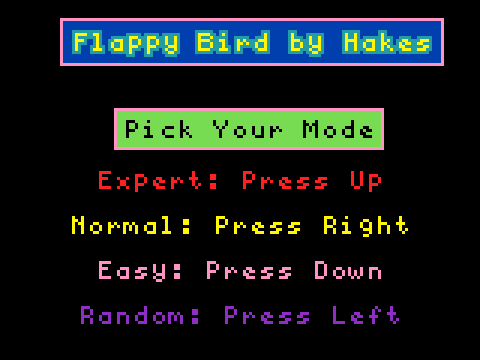 Flappy Bird by Hakes
Pick Your Mode
Expert: Press Up
Normal: Press Right
Easy: Press Down
Random: Press Left